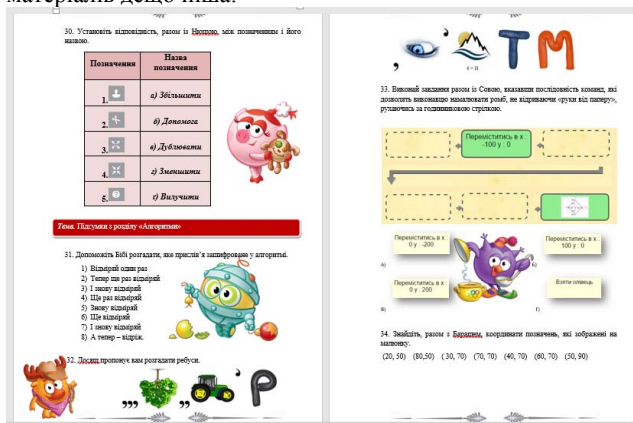 матеріалів дещо інша.
30. Установіть відповідність, разом із Нюшою, між позначенням і його
назвою.
Позначення
Назва
позначення
1.
а) Збільшити
2.
б) Допомога
3.
в) Дублювати
4.
г) Зменшити
5.
ґ) Вилучити
Тема. Підсумки з розділу «Алгоритми»
31. Допоможіть Бібі розгадати, яке прислів’я зашифроване у алгоритмі.
1) Відміряй один раз
2) Тепер ще раз відміряй
3) І знову відміряй
4) Ще раз відміряй
5) Знову відміряй
6) Ще відміряй
7) І знову відміряй
8) А тепер – відріж.
32. Лосяш пропонує вам розгадати ребуси.
,,, ,, ‘ Р
, ‘ Т М
4 = Н
33. Виконай завдання разом із Совою, вказавши послідовність команд, які
дозволять виконавцю намалювати ромб, не відриваючи «руки від паперу»,
рухаючись за годинниковою стрілкою.
Переміститись в x
-100 y : 0
Переміститись в x
0 y : -200
А)
Переміститись в x
100 y : 0
Б)
Переміститись в x
0 y : 200
В)
Взяти олівець
Г)
34. Знайдіть, разом з Барашем, координати позначень, які зображені на
малюнку.
(20, 50) (80,50) (30, 70) (70, 70) (40, 70) (60, 70) (50, 90)